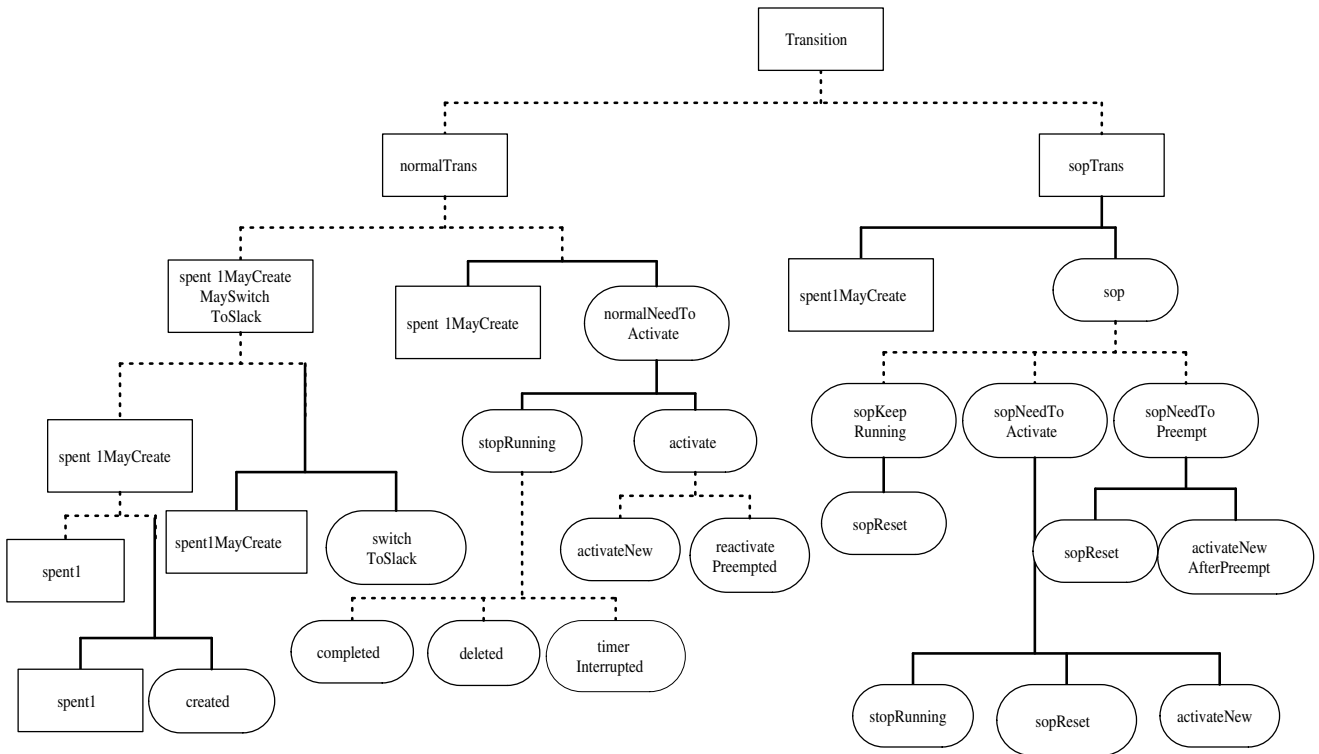 Transition
normalTrans
sopTrans
spent 1MayCreate
MaySwitch
ToSlack
spent 1MayCreate
normalNeedTo
Activate
spent1MayCreate
sop
spent 1MayCreate
stopRunning
activate
sopKeep
Running
sopNeedTo
Activate
sopNeedTo
Preempt
spent1
spent1MayCreate
switch
ToSlack
activateNew
reactivate
Preempted
sopReset
sopReset
activateNew
AfterPreempt
spent1
created
completed
deleted
timer
Interrupted
stopRunning
sopReset
activateNew